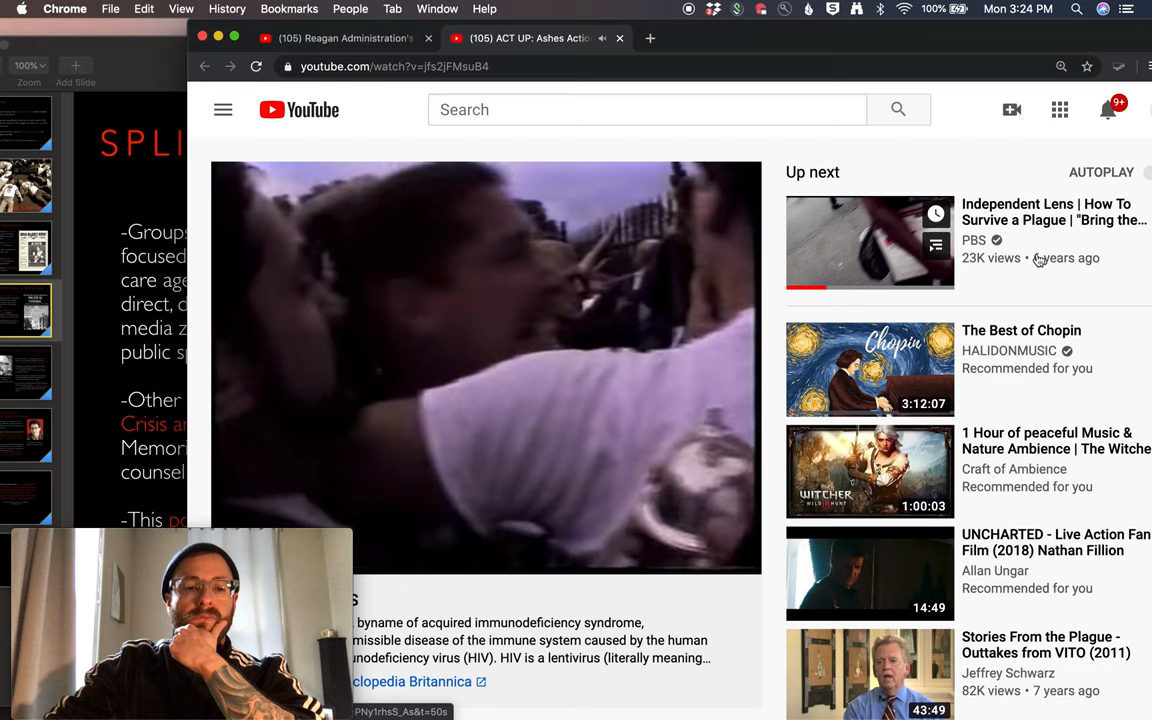 Chrome File Edit View History Bookmarks People Tab Window Help
100% Mon 3:24 PM
(105) Reagan Administration's
(105) ACT UP: Ashes Actio
youtube.com/watch?v=jfs2jFMsuB4
100%
Zoom
Add Slide
YouTube
Search
9+
SPLI
-Groups
focused
care age
direct, d
media z
public sp
-Other
Crisis an
Memori
counsel
-This po
Up next
AUTOPLAY
Independent Lens | How To
Survive a Plague | "Bring the...
PBS
23K views • years ago
The Best of Chopin
HALIDONMUSIC
Recommended for you
Chopin
3:12:07
1 Hour of peaceful Music &
Nature Ambience | The Witche
Craft of Ambience
Recommended for you
WITCHER
WILD HUNT
1:00:03
UNCHARTED - Live Action Fan
Film (2018) Nathan Fillion
Allan Ungar
Recommended for you
14:49
Stories From the Plague -
Outtakes from VITO (2011)
Jeffrey Schwarz
82K views • 7 years ago
43:49
S
byname of acquired immunodeficiency syndrome,
missible disease of the immune system caused by the human
nodeficiency virus (HIV). HIV is a lentivirus (literally meaning...
clopedia Britannica
=PNy1rhsS_As&t=50s